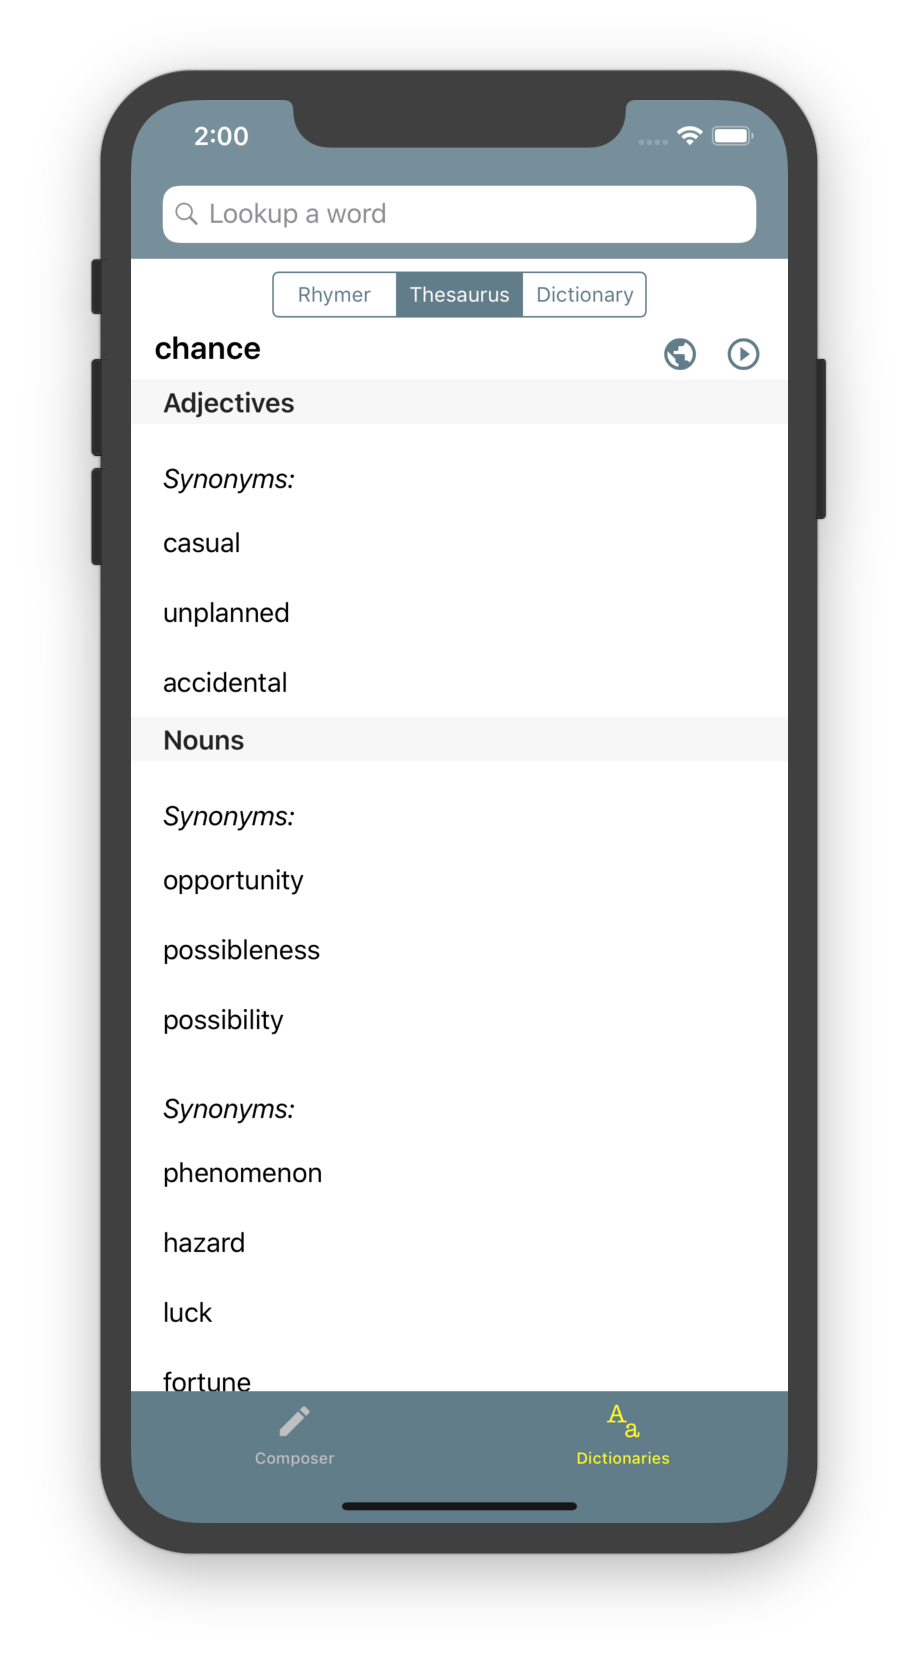 2:00
Lookup a word
Rhymer Thesaurus Dictionary
chance
Adjectives
Synonyms:
casual
unplanned
accidental
Nouns
Synonyms:
opportunity
possibleness
possibility
Synonyms:
phenomenon
hazard
luck
fortune
Aa
Composer Dictionaries